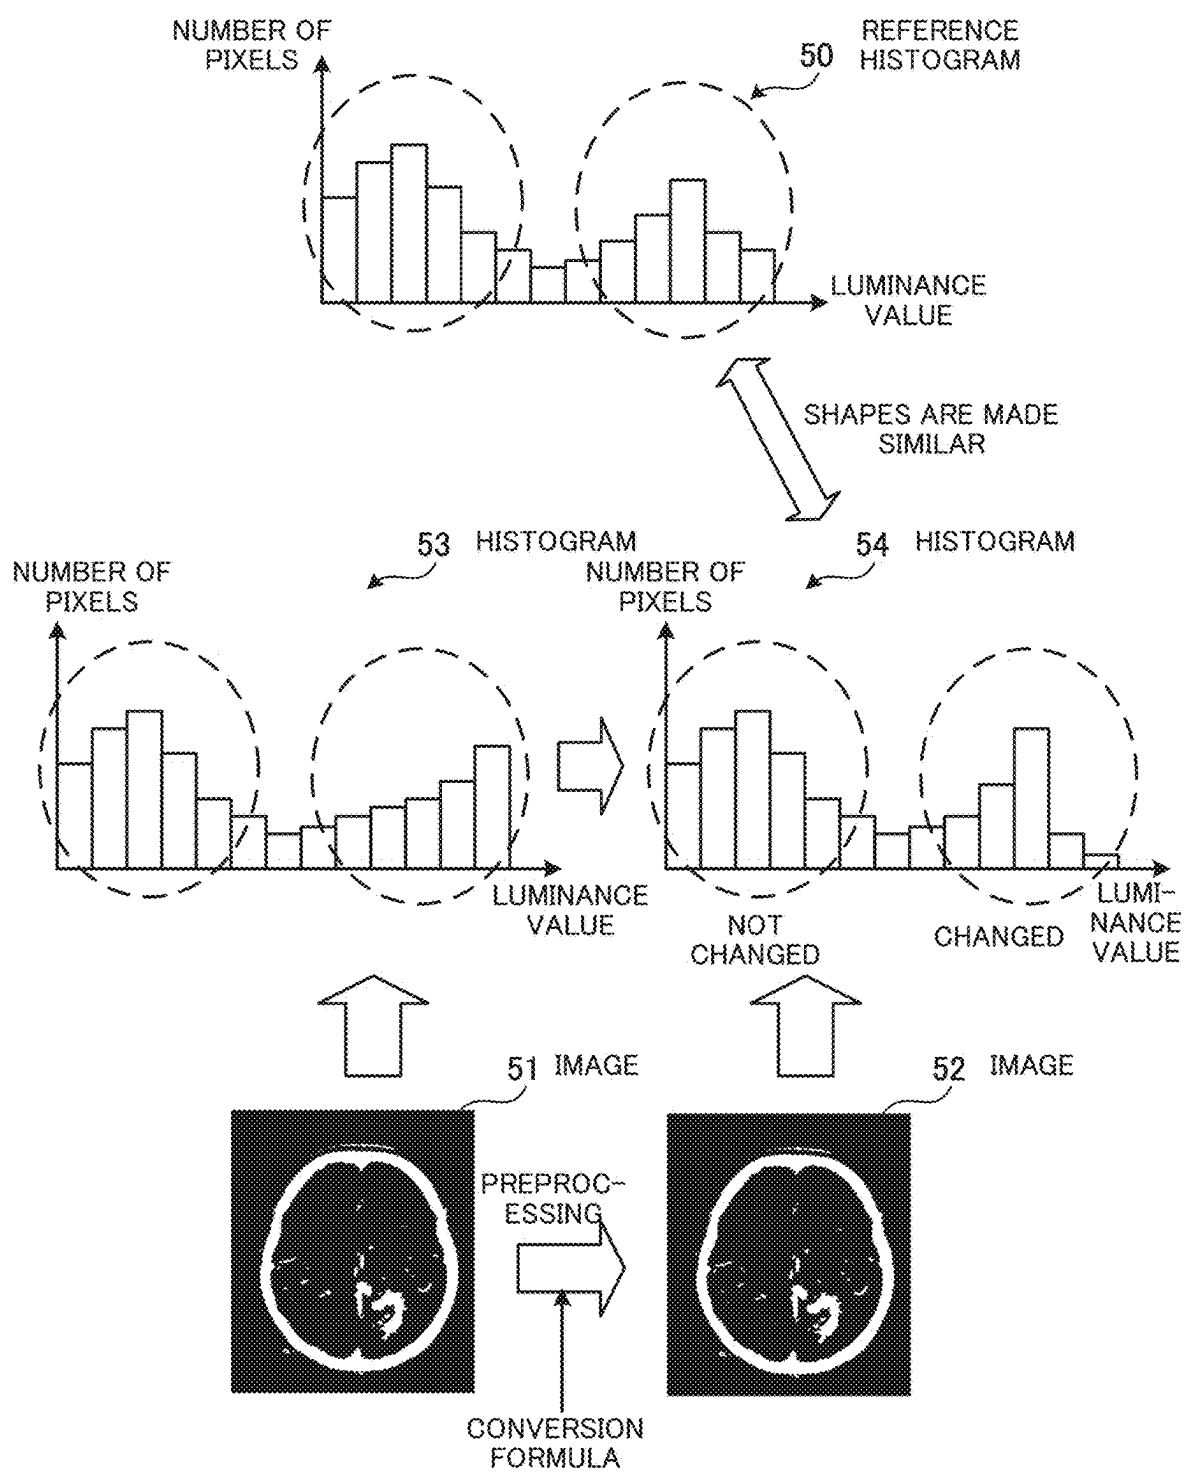 NUMBER OF
PIXELS
50
REFERENCE
HISTOGRAM
LUMINANCE
VALUE
SHAPES ARE MADE
SIMILAR
53 HISTOGRAM
NUMBER OF
PIXELS
LUMINANCE
VALUE
54 HISTOGRAM
NUMBER OF
PIXELS
LUMI-
NANCE
VALUE
NOT
CHANGED
CHANGED
51 IMAGE
52 IMAGE
PREPROC-
ESSING
CONVERSION
FORMULA